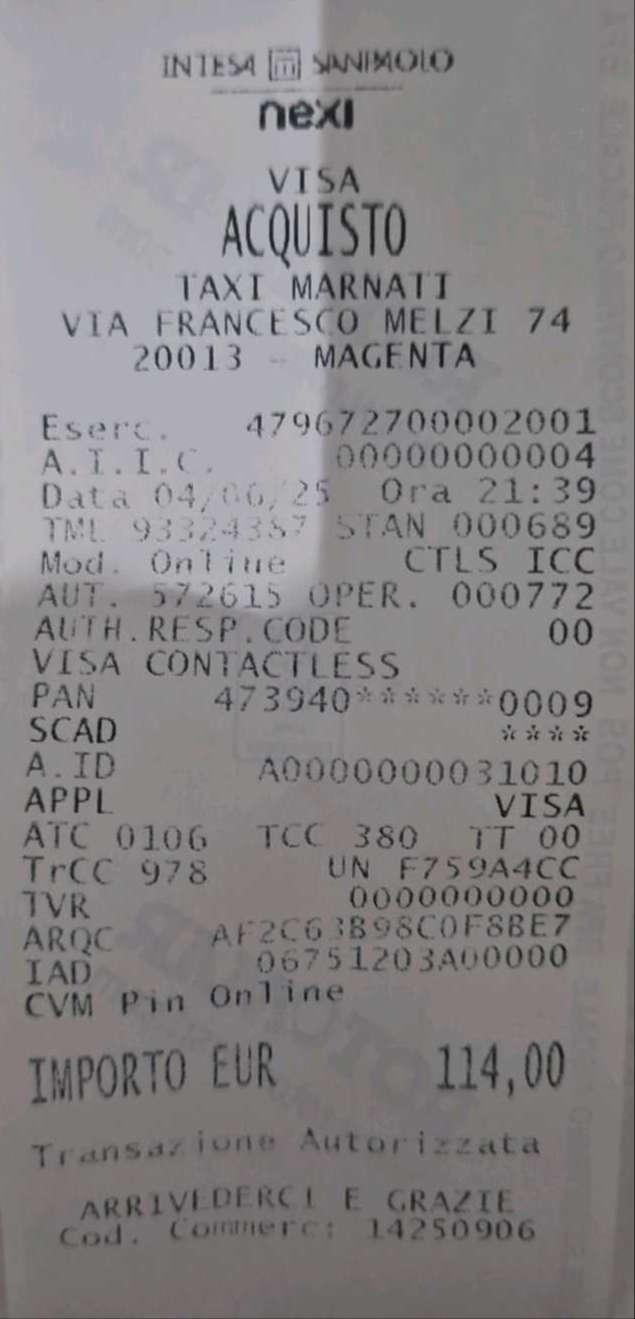 INTESA SANPAOLO
nexi
VISA
ACQUISTO
TAXI MARNATI
VIA FRANCESCO MELZI 74
20013 - MAGENTA
Eserc. 479672700002001
A.I.I.C. 00000000004
Data 04/06/25 Ora 21:39
TML 93324387 STAN 000689
Mod. Online CTLS ICC
AUT. 572615 OPER. 000772
AUTH.RESP.CODE 00
VISA CONTACTLESS
PAN 473940******0009
SCAD ****
A.ID A0000000031010
APPL VISA
ATC 0106 TCC 380 TT 00
TrCC 978 UN F759A4CC
TVR 0000000000
ARQC AF2C63B98C0F8BE7
IAD 06751203A00000
CVM Pin Online
IMPORTO EUR 114,00
Transazione Autorizzata
ARRIVEDERCI E GRAZIE
Cod. Commerc: 14250906